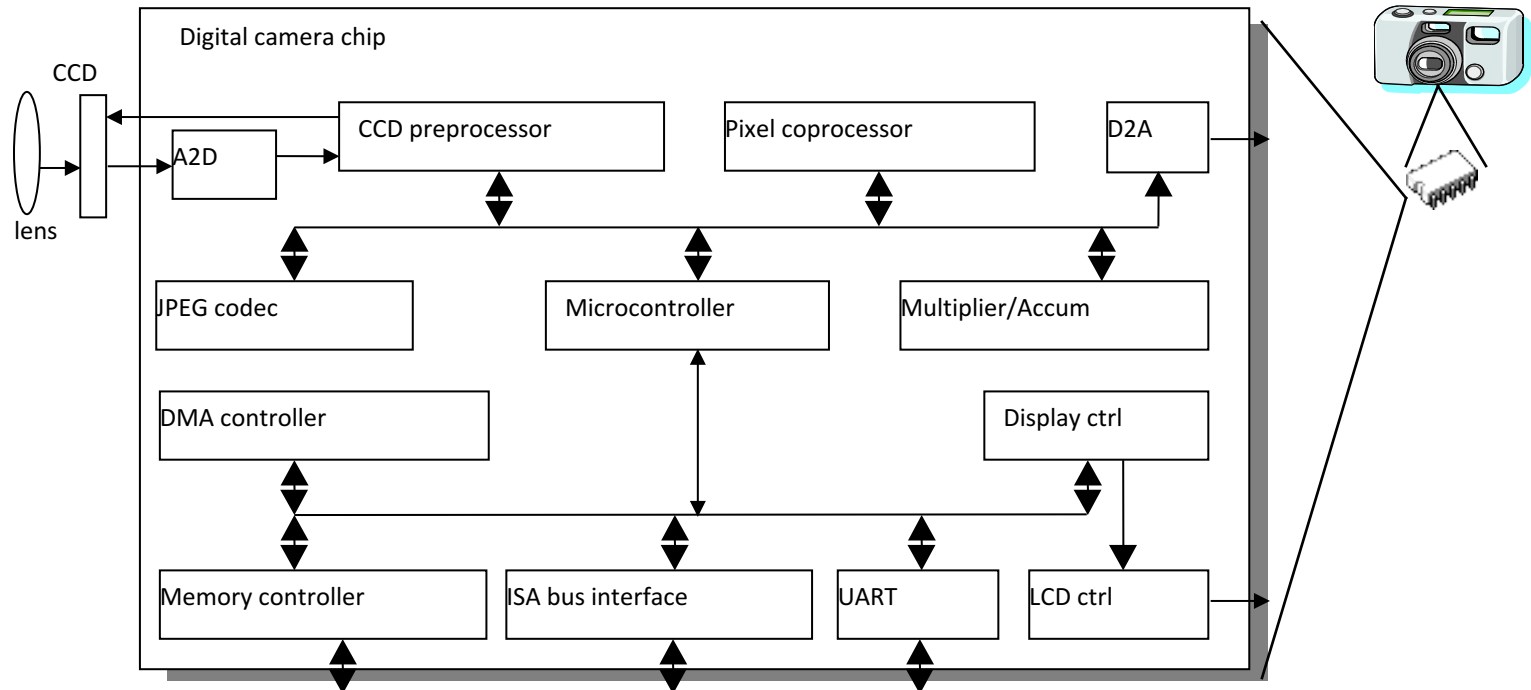 Digital camera chip
CCD
CCD preprocessor
Pixel coprocessor
D2A
A2D
lens
JPEG codec
Microcontroller
Multiplier/Accum
DMA controller
Display ctrl
Memory controller
ISA bus interface
UART
LCD ctrl